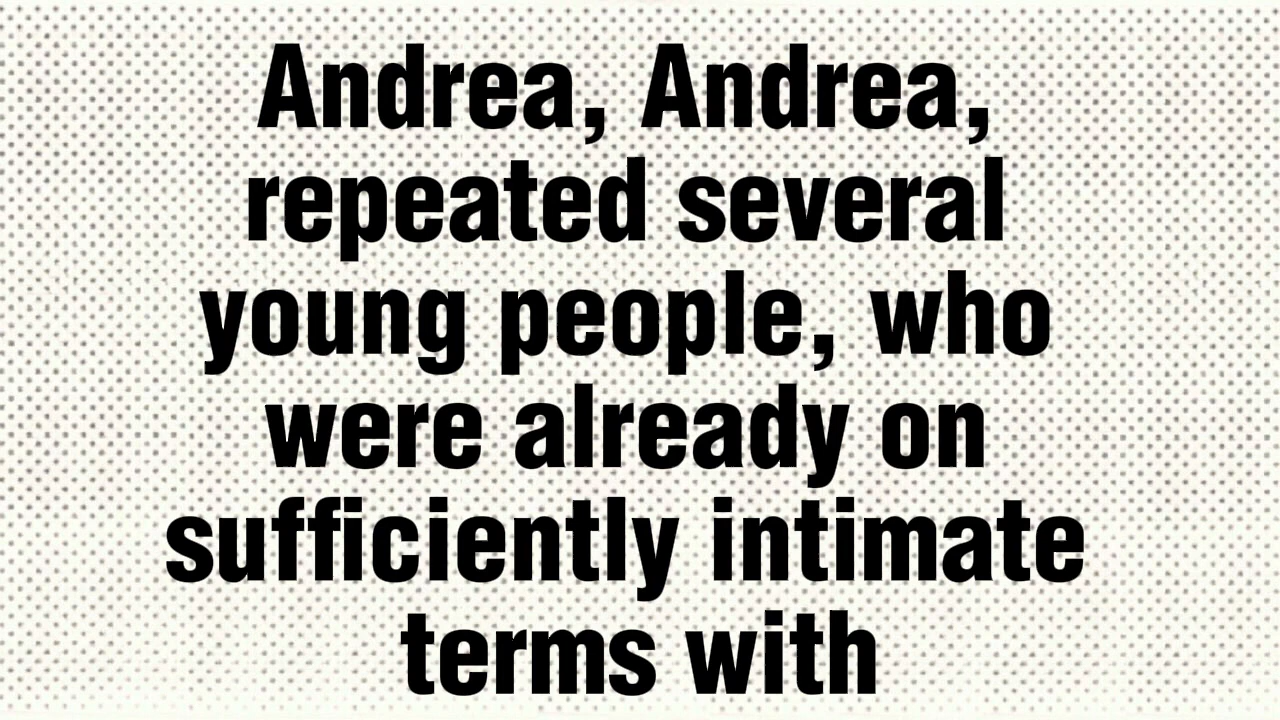 Andrea, Andrea,
repeated several
young people, who
were already on
sufficiently intimate
terms with